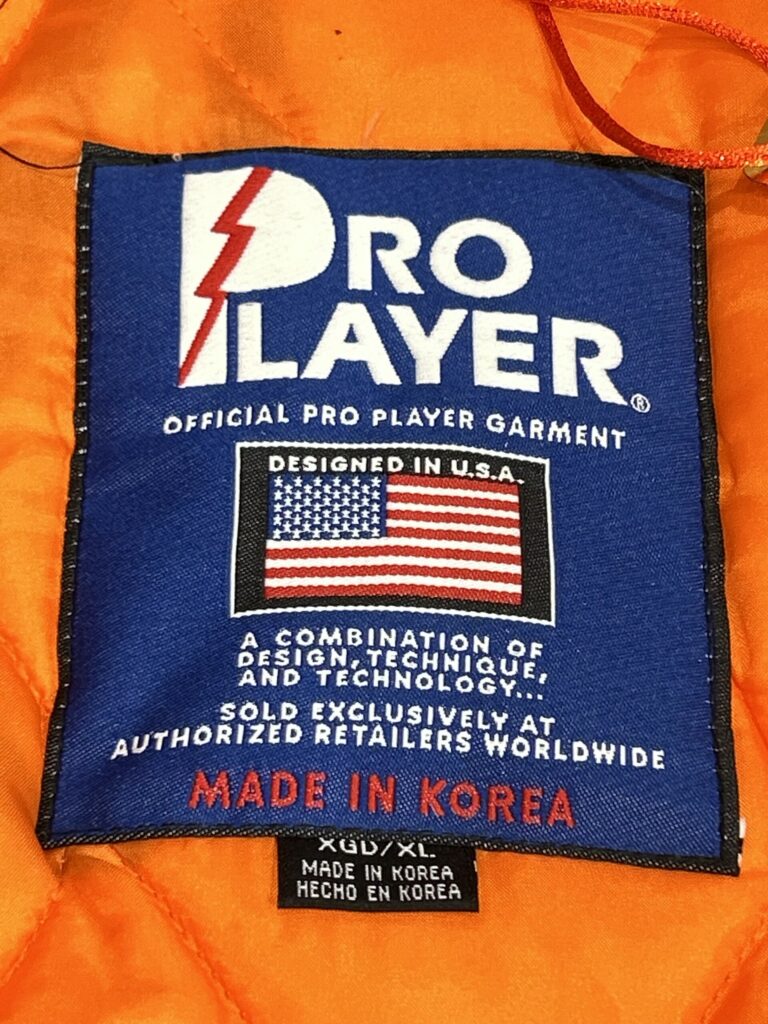 PRO
PLAYER®
OFFICIAL PRO PLAYER GARMENT
DESIGNED IN U.S.A.
A COMBINATION OF
DESIGN, TECHNIQUE,
AND TECHNOLOGY...
SOLD EXCLUSIVELY AT
AUTHORIZED RETAILERS WORLDWIDE
MADE IN KOREA
XGD/XL
MADE IN KOREA
HECHO EN KOREA